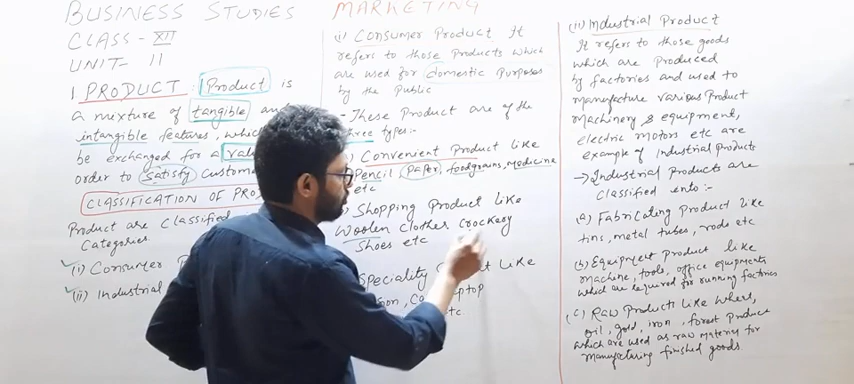 BUSINESS STUDIES
CLASS - XII
UNIT- 11
1. PRODUCT: Product is
a mixture of tangible and
intangible features, which
be exchanged for a
order to satisfy custom
CLASSIFICATION OF
Product are classified
Categories.
(i) Consumer
(ii) Industrial
MARKETING
(i) Consumer Product It
refers to those Products which
are used for domestic Purposes
by the Public
- These Product are of the
three types:-
Convenient Product like
Pencil, Paper, foodgrains, medicine
etc
Shopping Product like
Woolen clothes crockery
Shoes etc
Speciality like
(ii) Industrial Product
It refers to those goods
which are Produced
by factories and used to
manufacture various Product
Machinery & equipment,
electric motors etc are
example of Industrial Products
→ Industrial Products are
classified into:-
(a) Fabricating Product like
tins, metal tubes, rods etc
(b) Equipment Product like
machine, tools, office equipments
which are required for running factories
(c) Raw Products like wheat,
oil, gold, iron, forest Produce
which are used as raw material for
manufacturing finished goods.